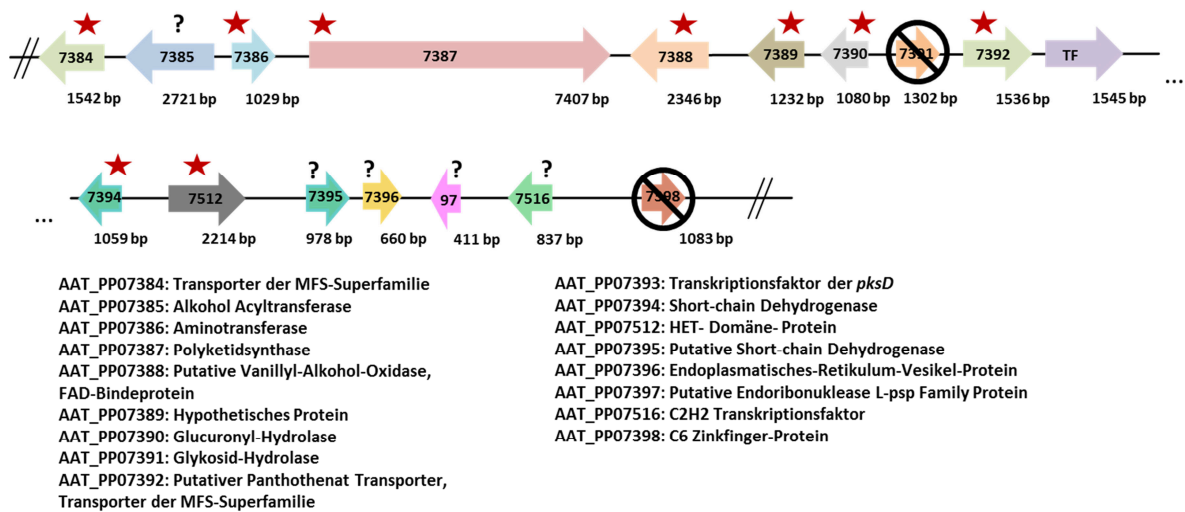 ? 
7384 7385 7386 7387 7388 7389 7390 7391 7392 TF
1542 bp 2721 bp 1029 bp 7407 bp 2346 bp 1232 bp 1080 bp 1302 bp 1536 bp 1545 bp ...
? ? ? ?
7394 7512 7395 7396 97 7516 7398
... 1059 bp 2214 bp 978 bp 660 bp 411 bp 837 bp 1083 bp
AAT_PP07384: Transporter der MFS-Superfamilie
AAT_PP07385: Alkohol Acyltransferase
AAT_PP07386: Aminotransferase
AAT_PP07387: Polyketidsynthase
AAT_PP07388: Putative Vanillyl-Alkohol-Oxidase,
FAD-Bindeprotein
AAT_PP07389: Hypothetisches Protein
AAT_PP07390: Glucuronyl-Hydrolase
AAT_PP07391: Glykosid-Hydrolase
AAT_PP07392: Putativer Panthothenat Transporter,
Transporter der MFS-Superfamilie
AAT_PP07393: Transkriptionsfaktor der pksD
AAT_PP07394: Short-chain Dehydrogenase
AAT_PP07512: HET- Domäne- Protein
AAT_PP07395: Putative Short-chain Dehydrogenase
AAT_PP07396: Endoplasmatisches-Retikulum-Vesikel-Protein
AAT_PP07397: Putative Endoribonuklease L-psp Family Protein
AAT_PP07516: C2H2 Transkriptionsfaktor
AAT_PP07398: C6 Zinkfinger-Protein